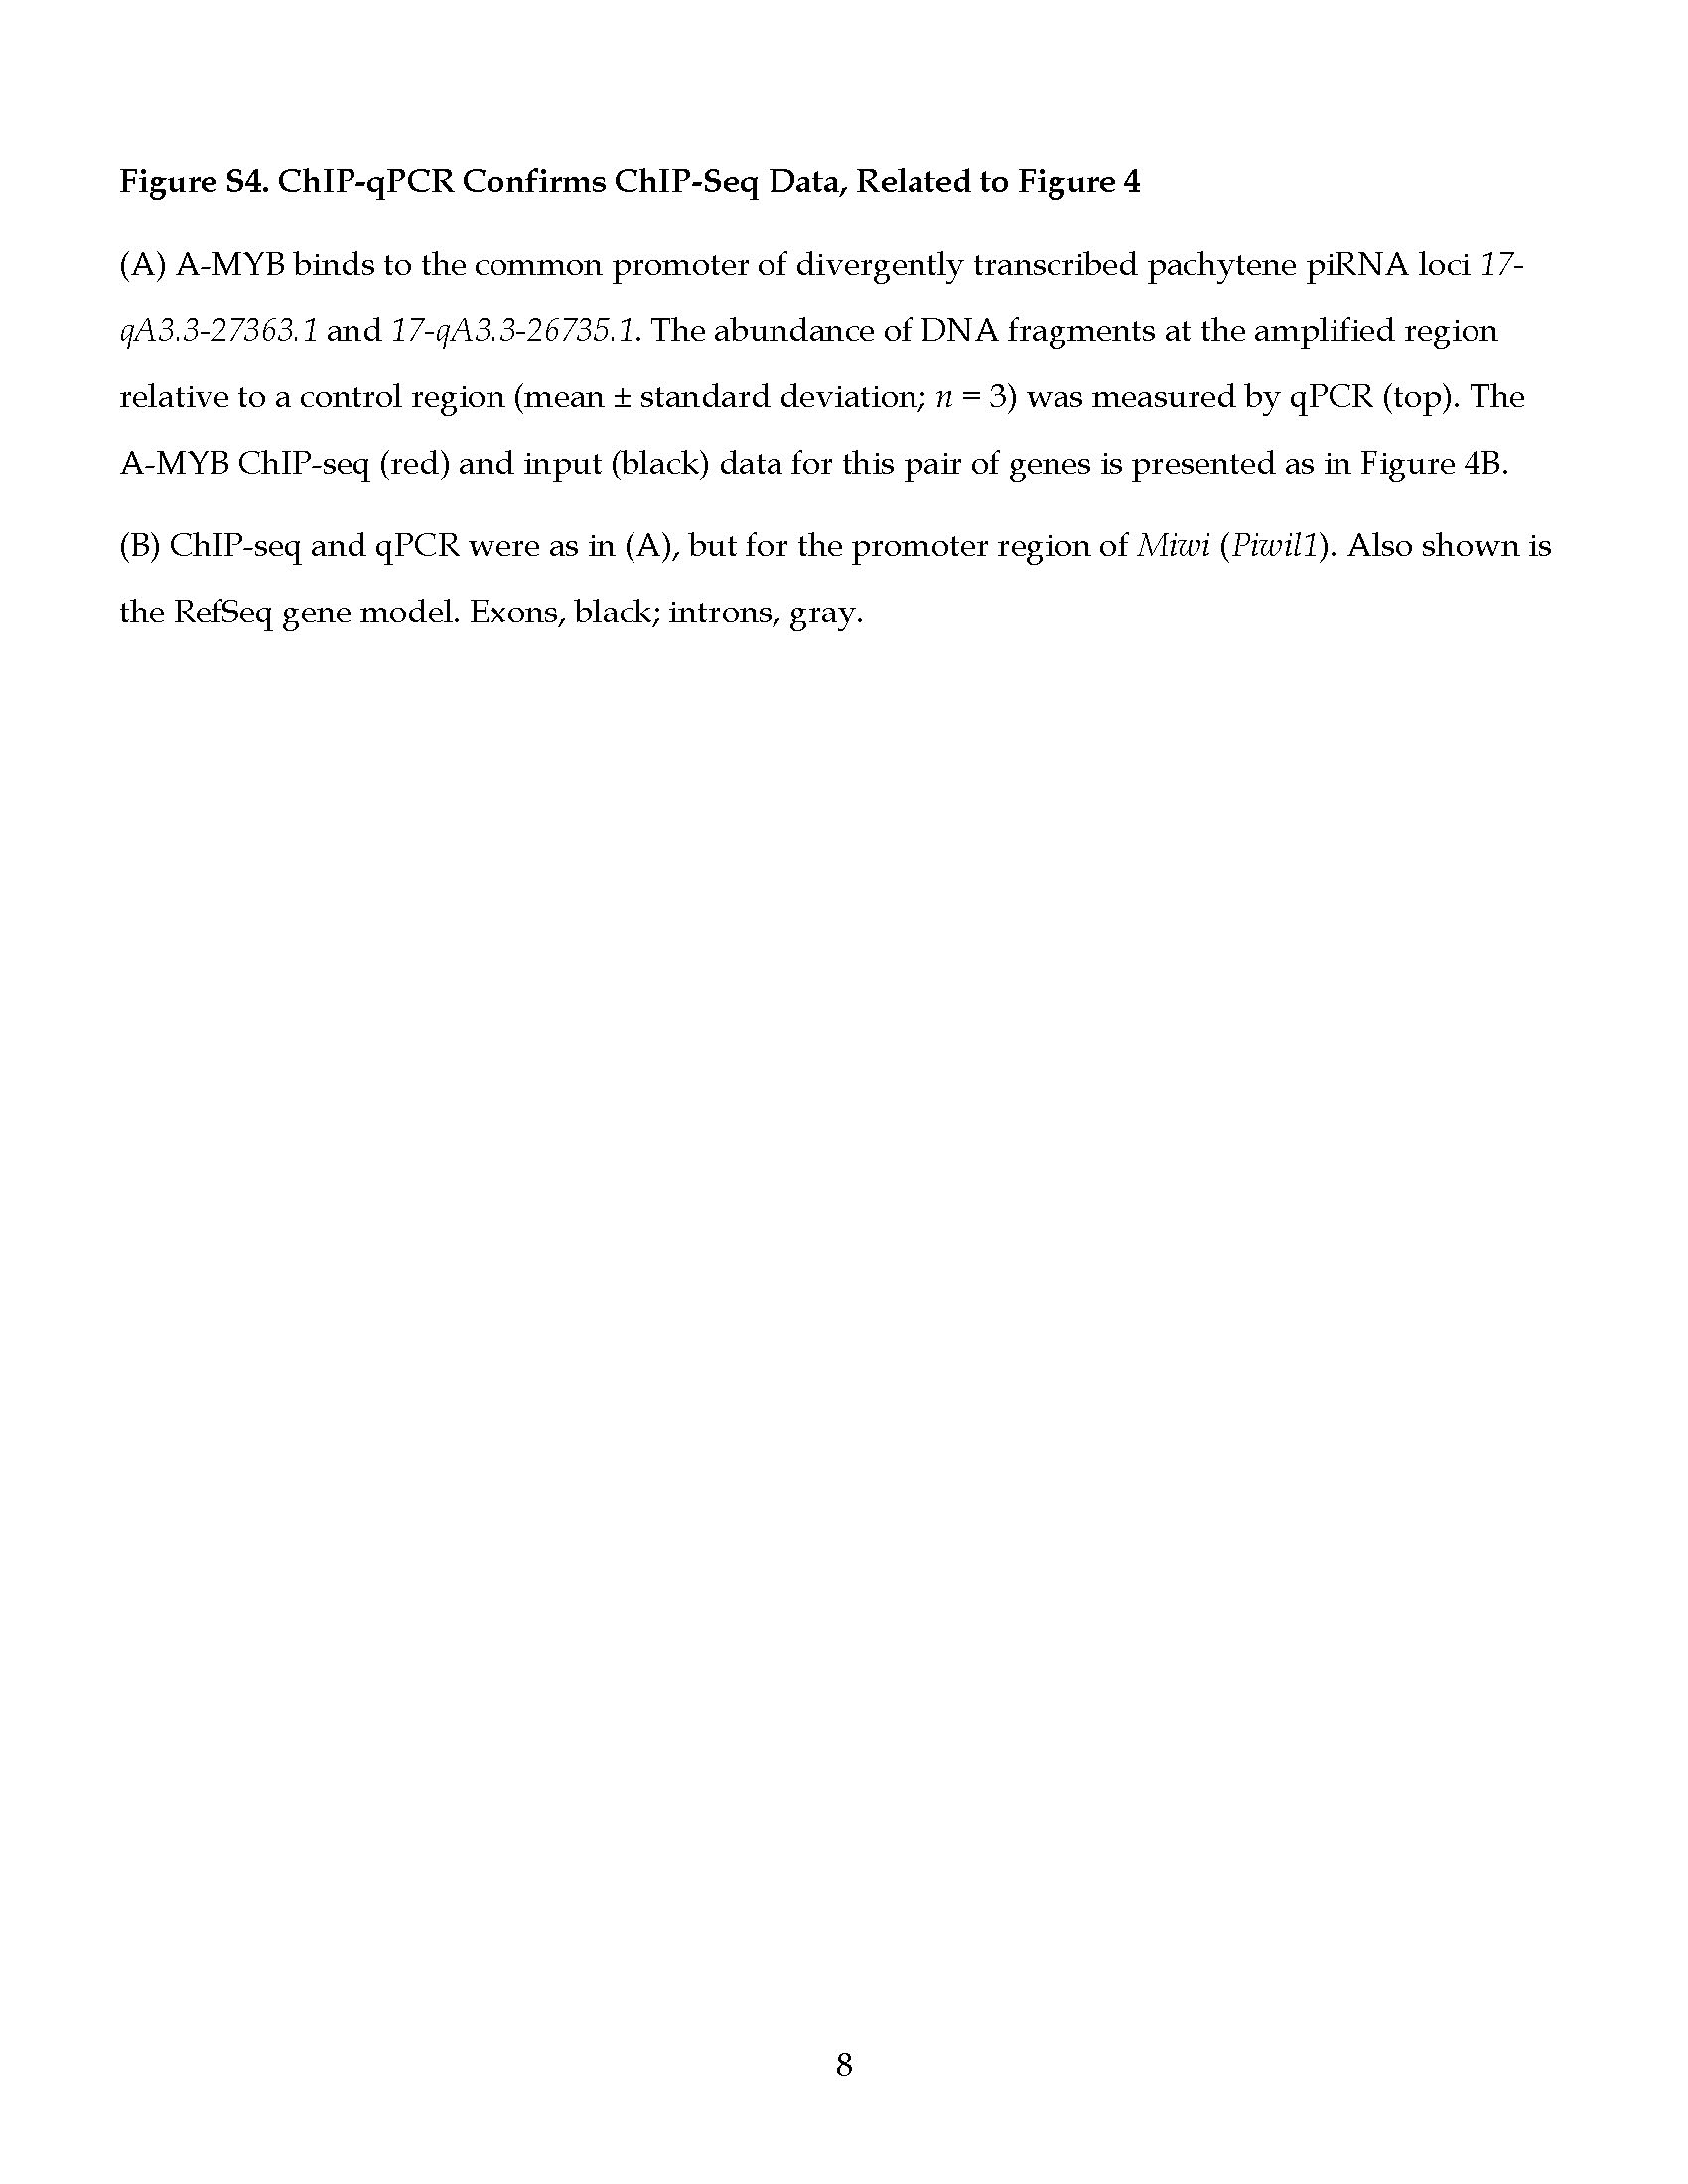 Figure S4. ChIP-qPCR Confirms ChIP-Seq Data, Related to Figure 4
(A) A-MYB binds to the common promoter of divergently transcribed pachytene piRNA loci 17-
qA3.3-27363.1 and 17-qA3.3-26735.1. The abundance of DNA fragments at the amplified region
relative to a control region (mean ± standard deviation; n = 3) was measured by qPCR (top). The
A-MYB ChIP-seq (red) and input (black) data for this pair of genes is presented as in Figure 4B.
(B) ChIP-seq and qPCR were as in (A), but for the promoter region of Miwi (Piwil1). Also shown is
the RefSeq gene model. Exons, black; introns, gray.
8